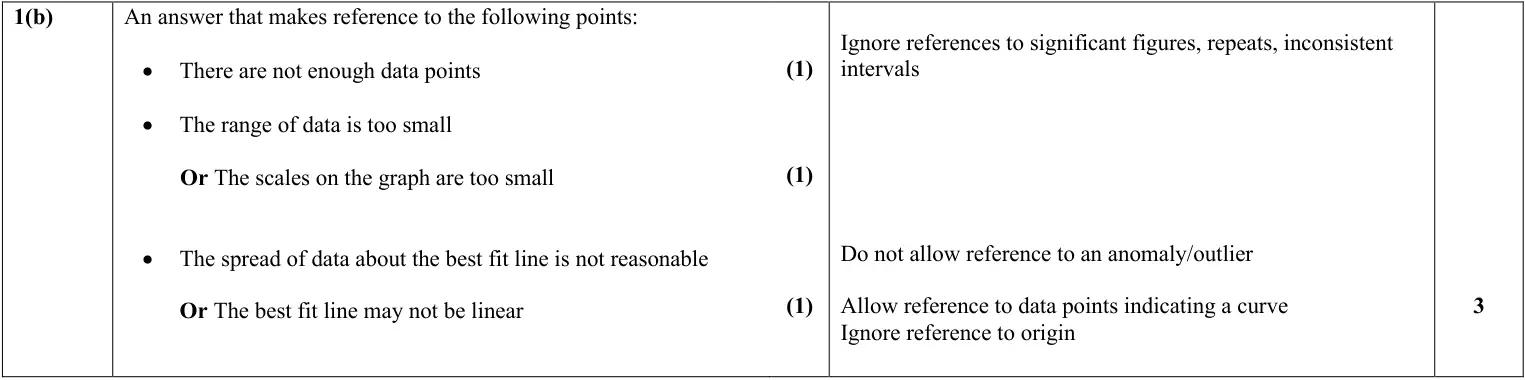 1(b)
An answer that makes reference to the following points:
• There are not enough data points (1)
Ignore references to significant figures, repeats, inconsistent
intervals
• The range of data is too small
Or The scales on the graph are too small (1)
• The spread of data about the best fit line is not reasonable
Do not allow reference to an anomaly/outlier
Or The best fit line may not be linear (1)
Allow reference to data points indicating a curve
Ignore reference to origin
3